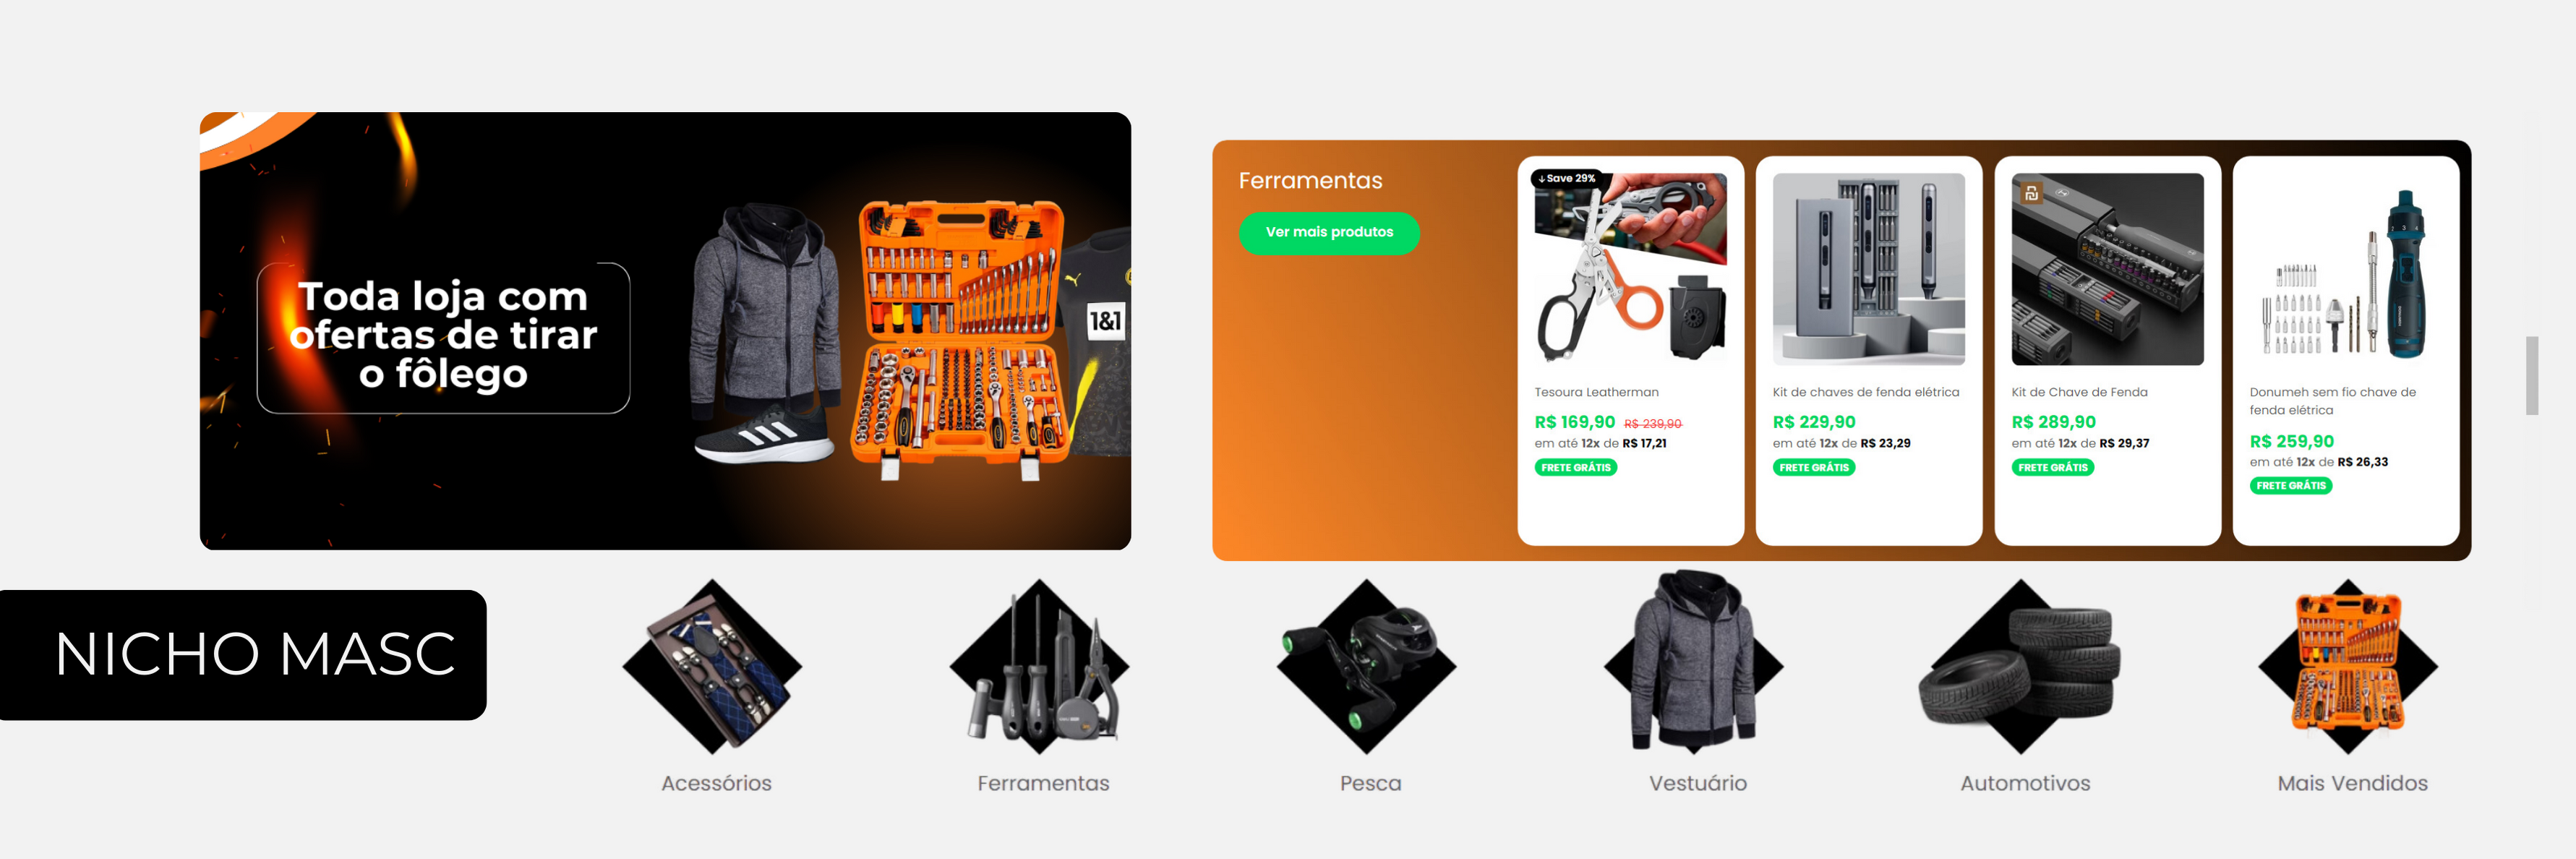 Toda loja com
ofertas de tirar
o fôlego
1&1
Ferramentas
Ver mais produtos
↓ Save 29%
Tesoura Leatherman
R$ 169,90 R$ 239,90
em até 12x de R$ 17,21
FRETE GRÁTIS
Kit de chaves de fenda elétrica
R$ 229,90
em até 12x de R$ 23,29
FRETE GRÁTIS
Kit de Chave de Fenda
R$ 289,90
em até 12x de R$ 29,37
FRETE GRÁTIS
Donumeh sem fio chave de
fenda elétrica
R$ 259,90
em até 12x de R$ 26,33
FRETE GRÁTIS
NICHO MASC
Acessórios
Ferramentas
Pesca
Vestuário
Automotivos
Mais Vendidos